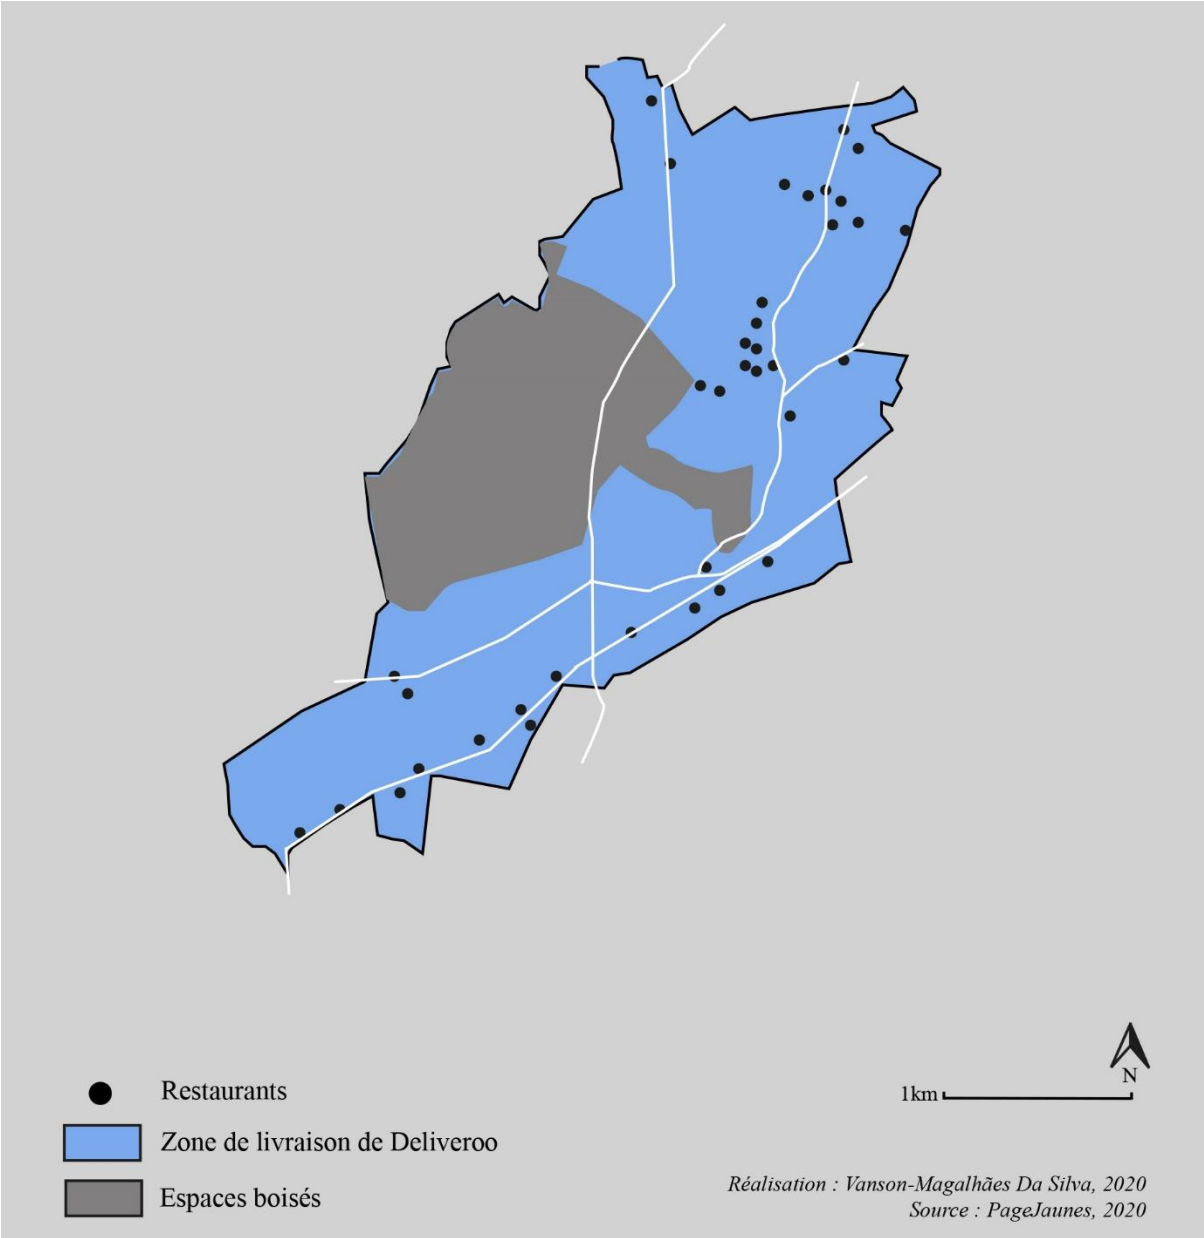 Restaurants
Zone de livraison de Deliveroo
Espaces boisés
N
1km
Réalisation : Vanson-Magalhães Da Silva, 2020
Source : PageJaunes, 2020